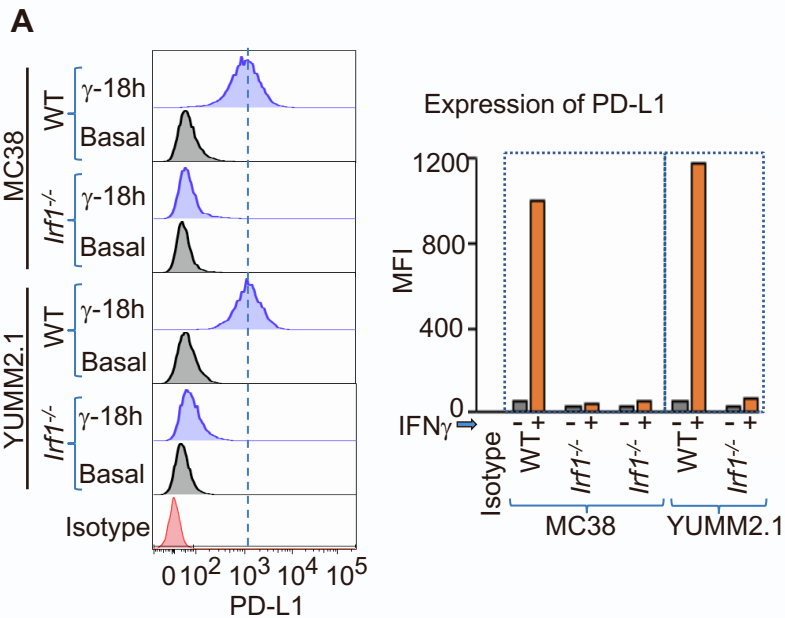 A
MC38
WT
γ-18h
Basal
Irf1-/-
γ-18h
Basal
YUMM2.1
WT
γ-18h
Basal
Irf1-/-
γ-18h
Basal
Isotype
0 10² 10³ 10⁴ 10⁵
PD-L1
Expression of PD-L1
MFI
1200
800
400
0
IFNγ - + - + - + - + - +
Isotype WT Irf1-/- Irf1-/- WT Irf1-/-
MC38 YUMM2.1